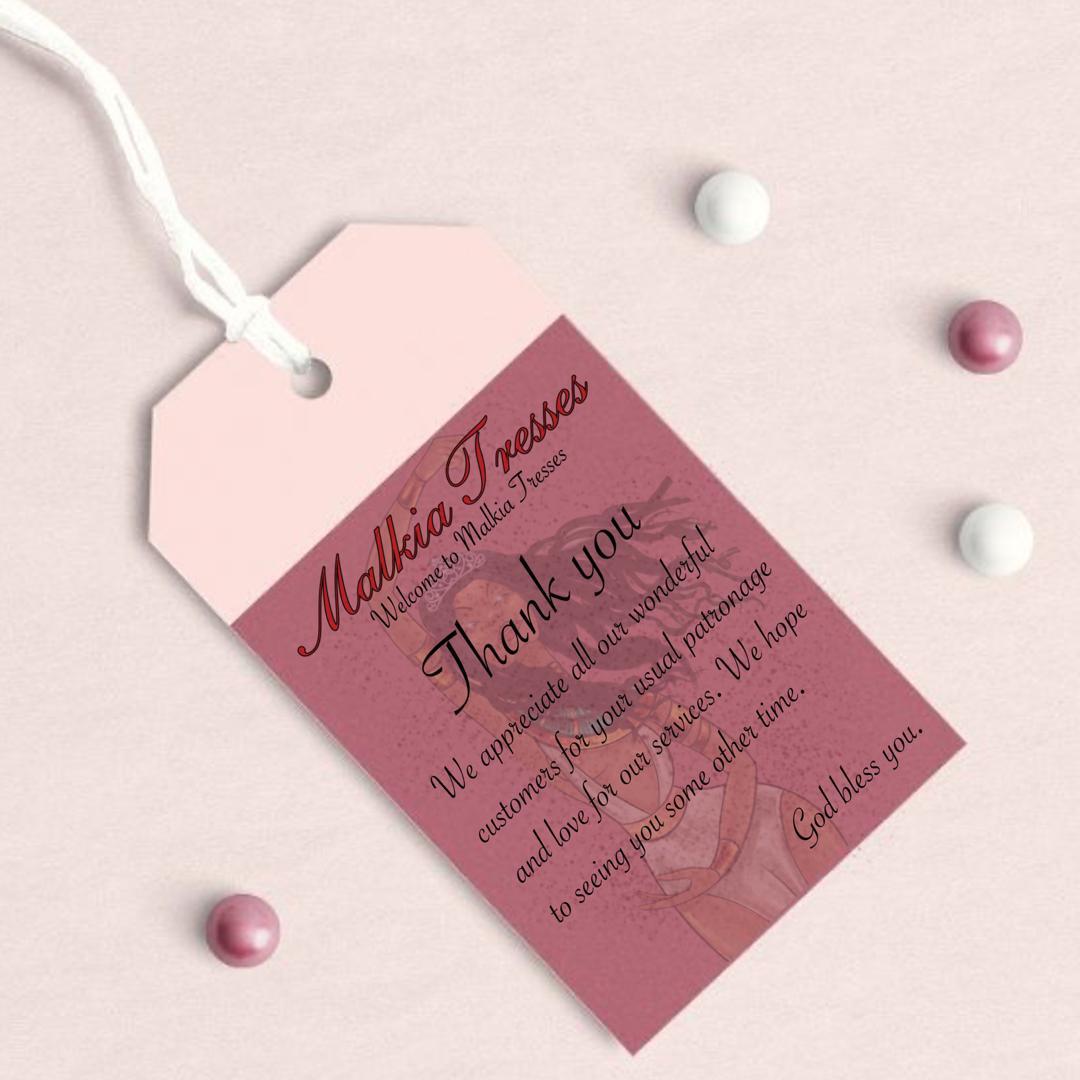 Malkia Tresses
Welcome to Malkia Tresses
Thank you
We appreciate all our wonderful
customers for your usual patronage
and love for our services. We hope
to seeing you some other time.
God bless you.